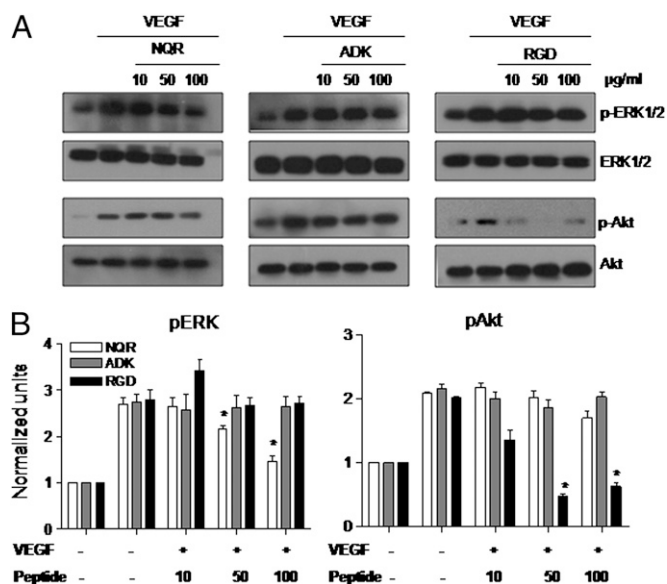 A
VEGF VEGF VEGF
NQR ADK RGD
10 50 100 10 50 100 10 50 100 µg/ml
p-ERK1/2
ERK1/2
p-Akt
Akt
B
pERK pAkt
NQR
ADK
RGD
Normalized units
4
3
2
1
0
3
2
1
0
* * * *
VEGF - - * * * VEGF - - * * *
Peptide 10 50 100 Peptide 10 50 100